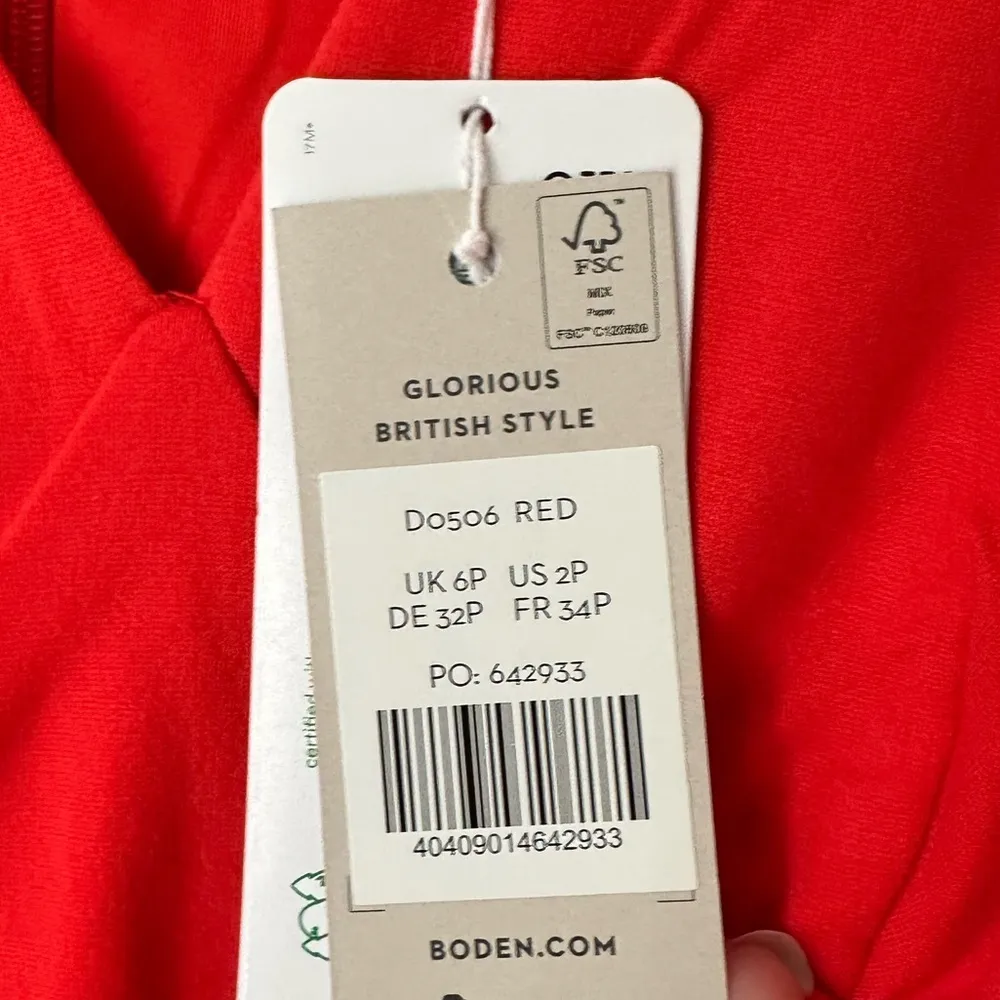 FSC
MIX
Paper
GLORIOUS
BRITISH STYLE
D0506 RED
UK 6P US 2P
DE 32P FR 34P
PO: 642933
40409014642933
BODEN.COM
certified